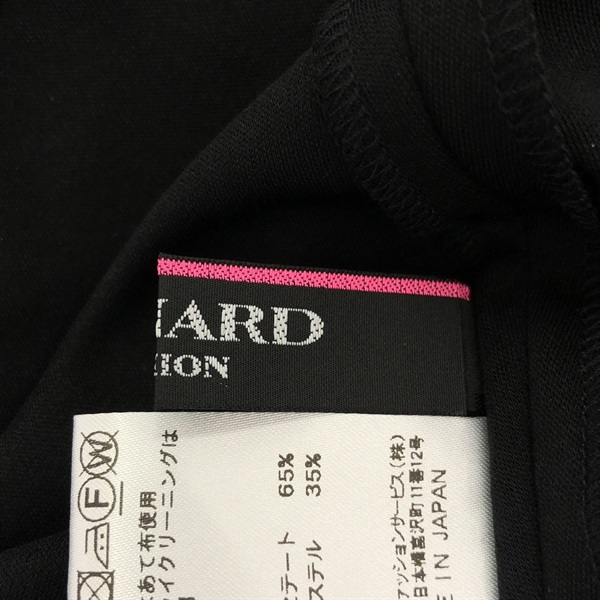 IARD
ION
あて布使用
イクリーニングは
テート 65%
ステル 35%
アッションサービス(株)
日本橋富沢町11番12号
E IN JAPAN
F
W